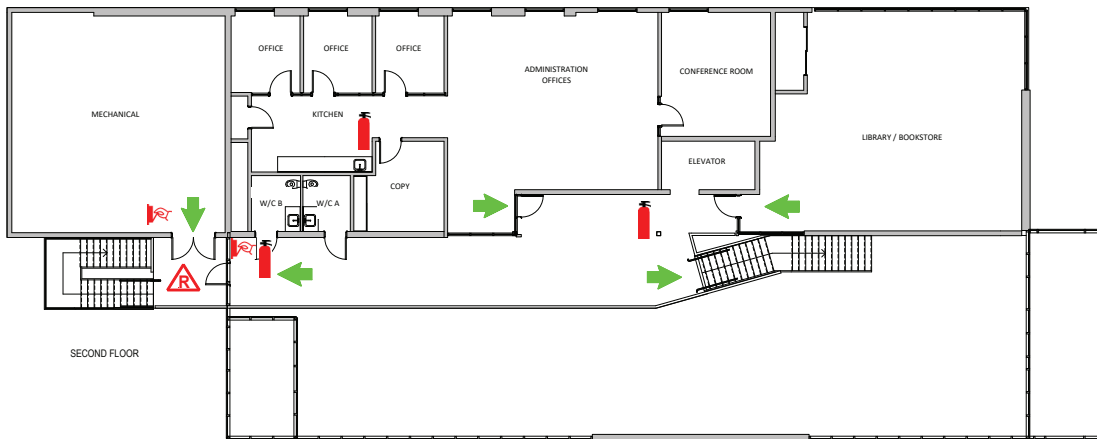 OFFICE
OFFICE
OFFICE
ADMINISTRATION
OFFICES
CONFERENCE ROOM
MECHANICAL
KITCHEN
LIBRARY / BOOKSTORE
ELEVATOR
COPY
W/C B
W/C A
R
SECOND FLOOR